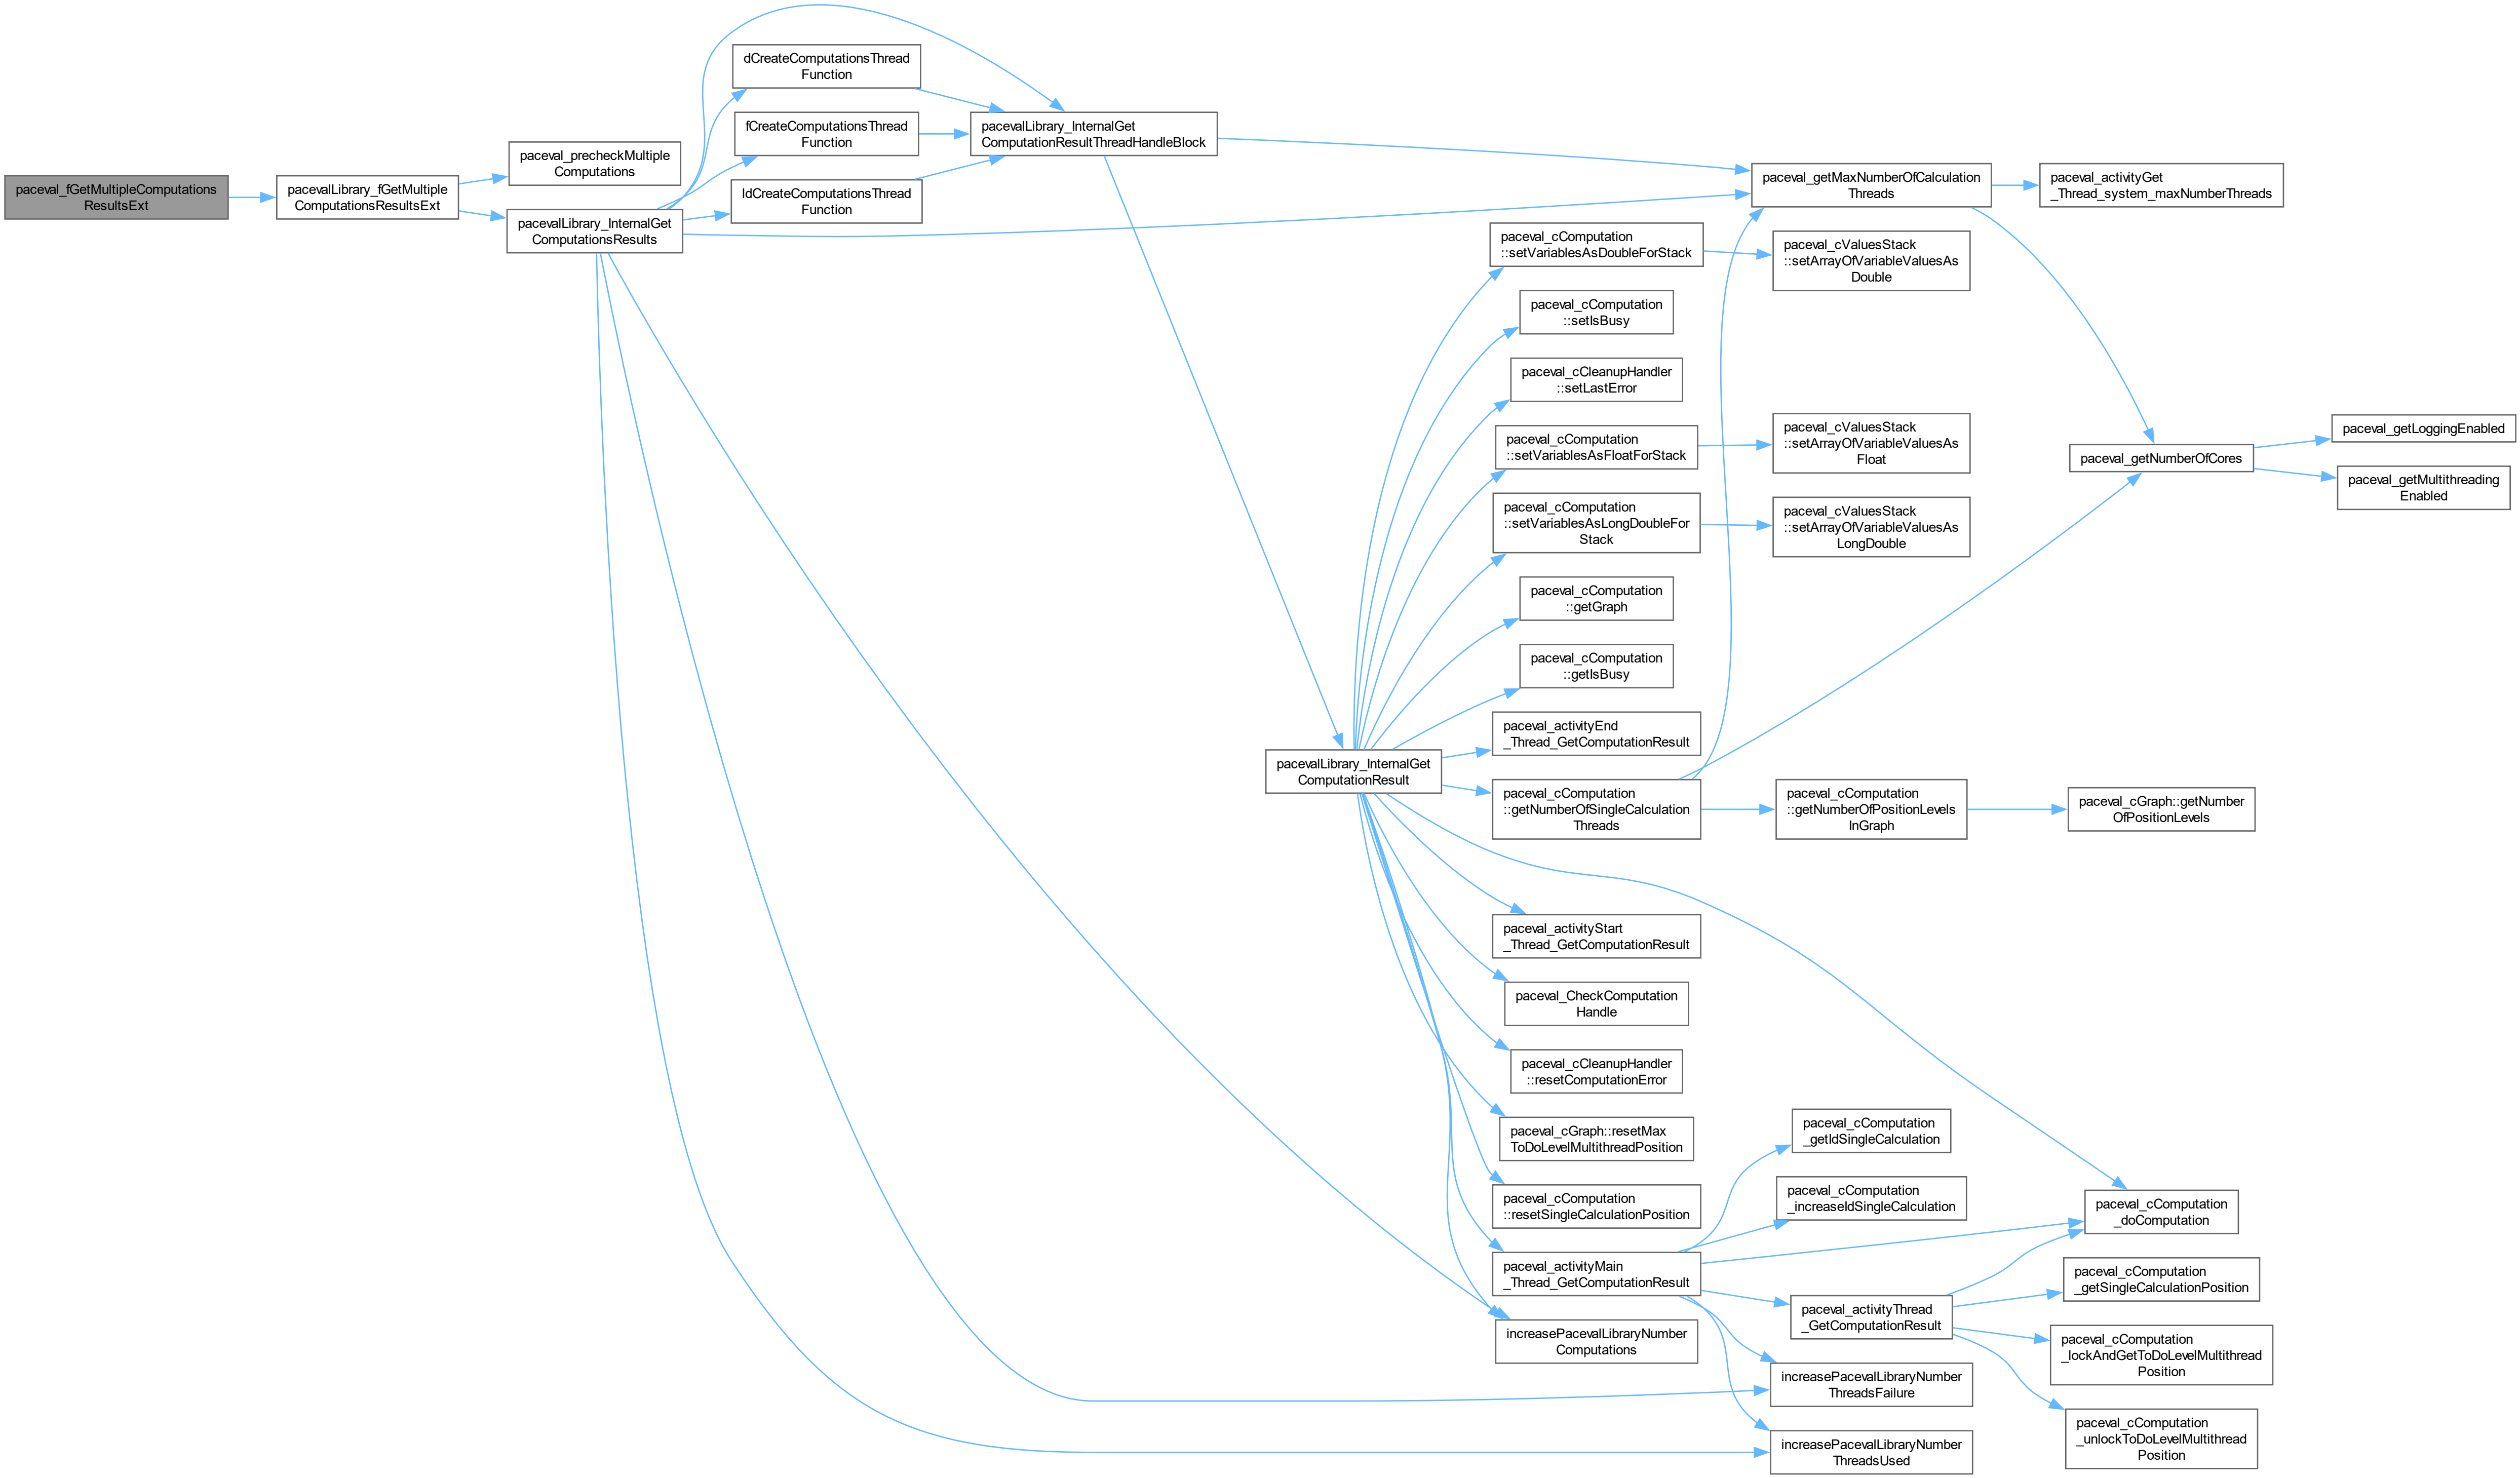 paceval_fGetMultipleComputations
ResultsExt
pacevalLibrary_fGetMultiple
ComputationsResultsExt
paceval_precheckMultiple
Computations
pacevalLibrary_InternalGet
ComputationsResults
dCreateComputationsThread
Function
fCreateComputationsThread
Function
ldCreateComputationsThread
Function
pacevalLibrary_InternalGet
ComputationResultThreadHandleBlock
pacevalLibrary_InternalGet
ComputationResult
paceval_cComputation
::setVariablesAsDoubleForStack
paceval_cComputation
::setIsBusy
paceval_cCleanupHandler
::setLastError
paceval_cComputation
::setVariablesAsFloatForStack
paceval_cComputation
::setVariablesAsLongDoubleFor
Stack
paceval_cComputation
::getGraph
paceval_cComputation
::getIsBusy
paceval_activityEnd
_Thread_GetComputationResult
paceval_cComputation
::getNumberOfSingleCalculation
Threads
paceval_activityStart
_Thread_GetComputationResult
paceval_CheckComputation
Handle
paceval_cCleanupHandler
::resetComputationError
paceval_cGraph::resetMax
ToDoLevelMultithreadPosition
paceval_cComputation
::resetSingleCalculationPosition
paceval_activityMain
_Thread_GetComputationResult
increasePacevalLibraryNumber
Computations
paceval_getMaxNumberOfCalculation
Threads
paceval_cValuesStack
::setArrayOfVariableValuesAs
Double
paceval_cValuesStack
::setArrayOfVariableValuesAs
Float
paceval_cValuesStack
::setArrayOfVariableValuesAs
LongDouble
paceval_cComputation
::getNumberOfPositionLevels
InGraph
paceval_cComputation
_getIdSingleCalculation
paceval_cComputation
_increaseIdSingleCalculation
paceval_activityThread
_GetComputationResult
increasePacevalLibraryNumber
ThreadsFailure
increasePacevalLibraryNumber
ThreadsUsed
paceval_activityGet
_Thread_system_maxNumberThreads
paceval_getNumberOfCores
paceval_cGraph::getNumber
OfPositionLevels
paceval_cComputation
_doComputation
paceval_cComputation
_getSingleCalculationPosition
paceval_cComputation
_lockAndGetToDoLevelMultithread
Position
paceval_cComputation
_unlockToDoLevelMultithread
Position
paceval_getLoggingEnabled
paceval_getMultithreading
Enabled